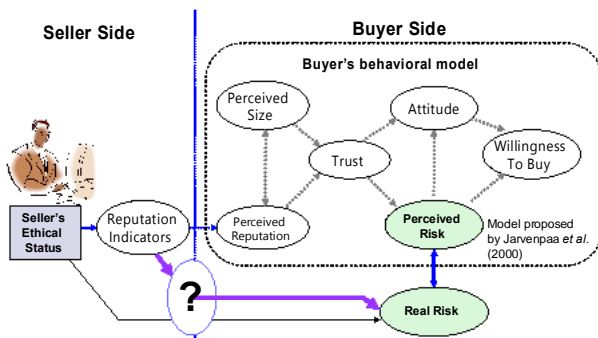 Seller Side
Buyer Side
Buyer's behavioral model
Perceived
Size
Attitude
Trust
Willingness
To Buy
Seller's
Ethical
Status
Reputation
Indicators
Perceived
Reputation
Perceived
Risk
Model proposed
by Jarvenpaa et al.
(2000)
?
Real Risk